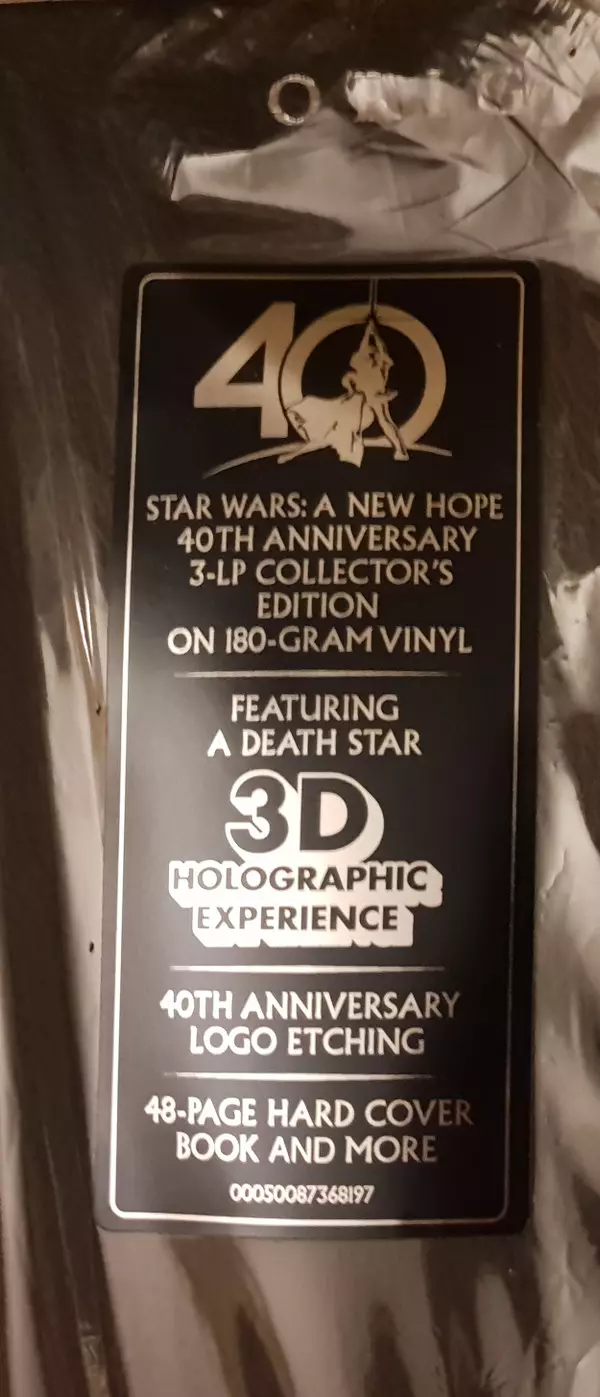 40
STAR WARS: A NEW HOPE
40TH ANNIVERSARY
3-LP COLLECTOR'S
EDITION
ON 180-GRAM VINYL
FEATURING
A DEATH STAR
3D
HOLOGRAPHIC
EXPERIENCE
40TH ANNIVERSARY
LOGO ETCHING
48-PAGE HARD COVER
BOOK AND MORE
00050087368197